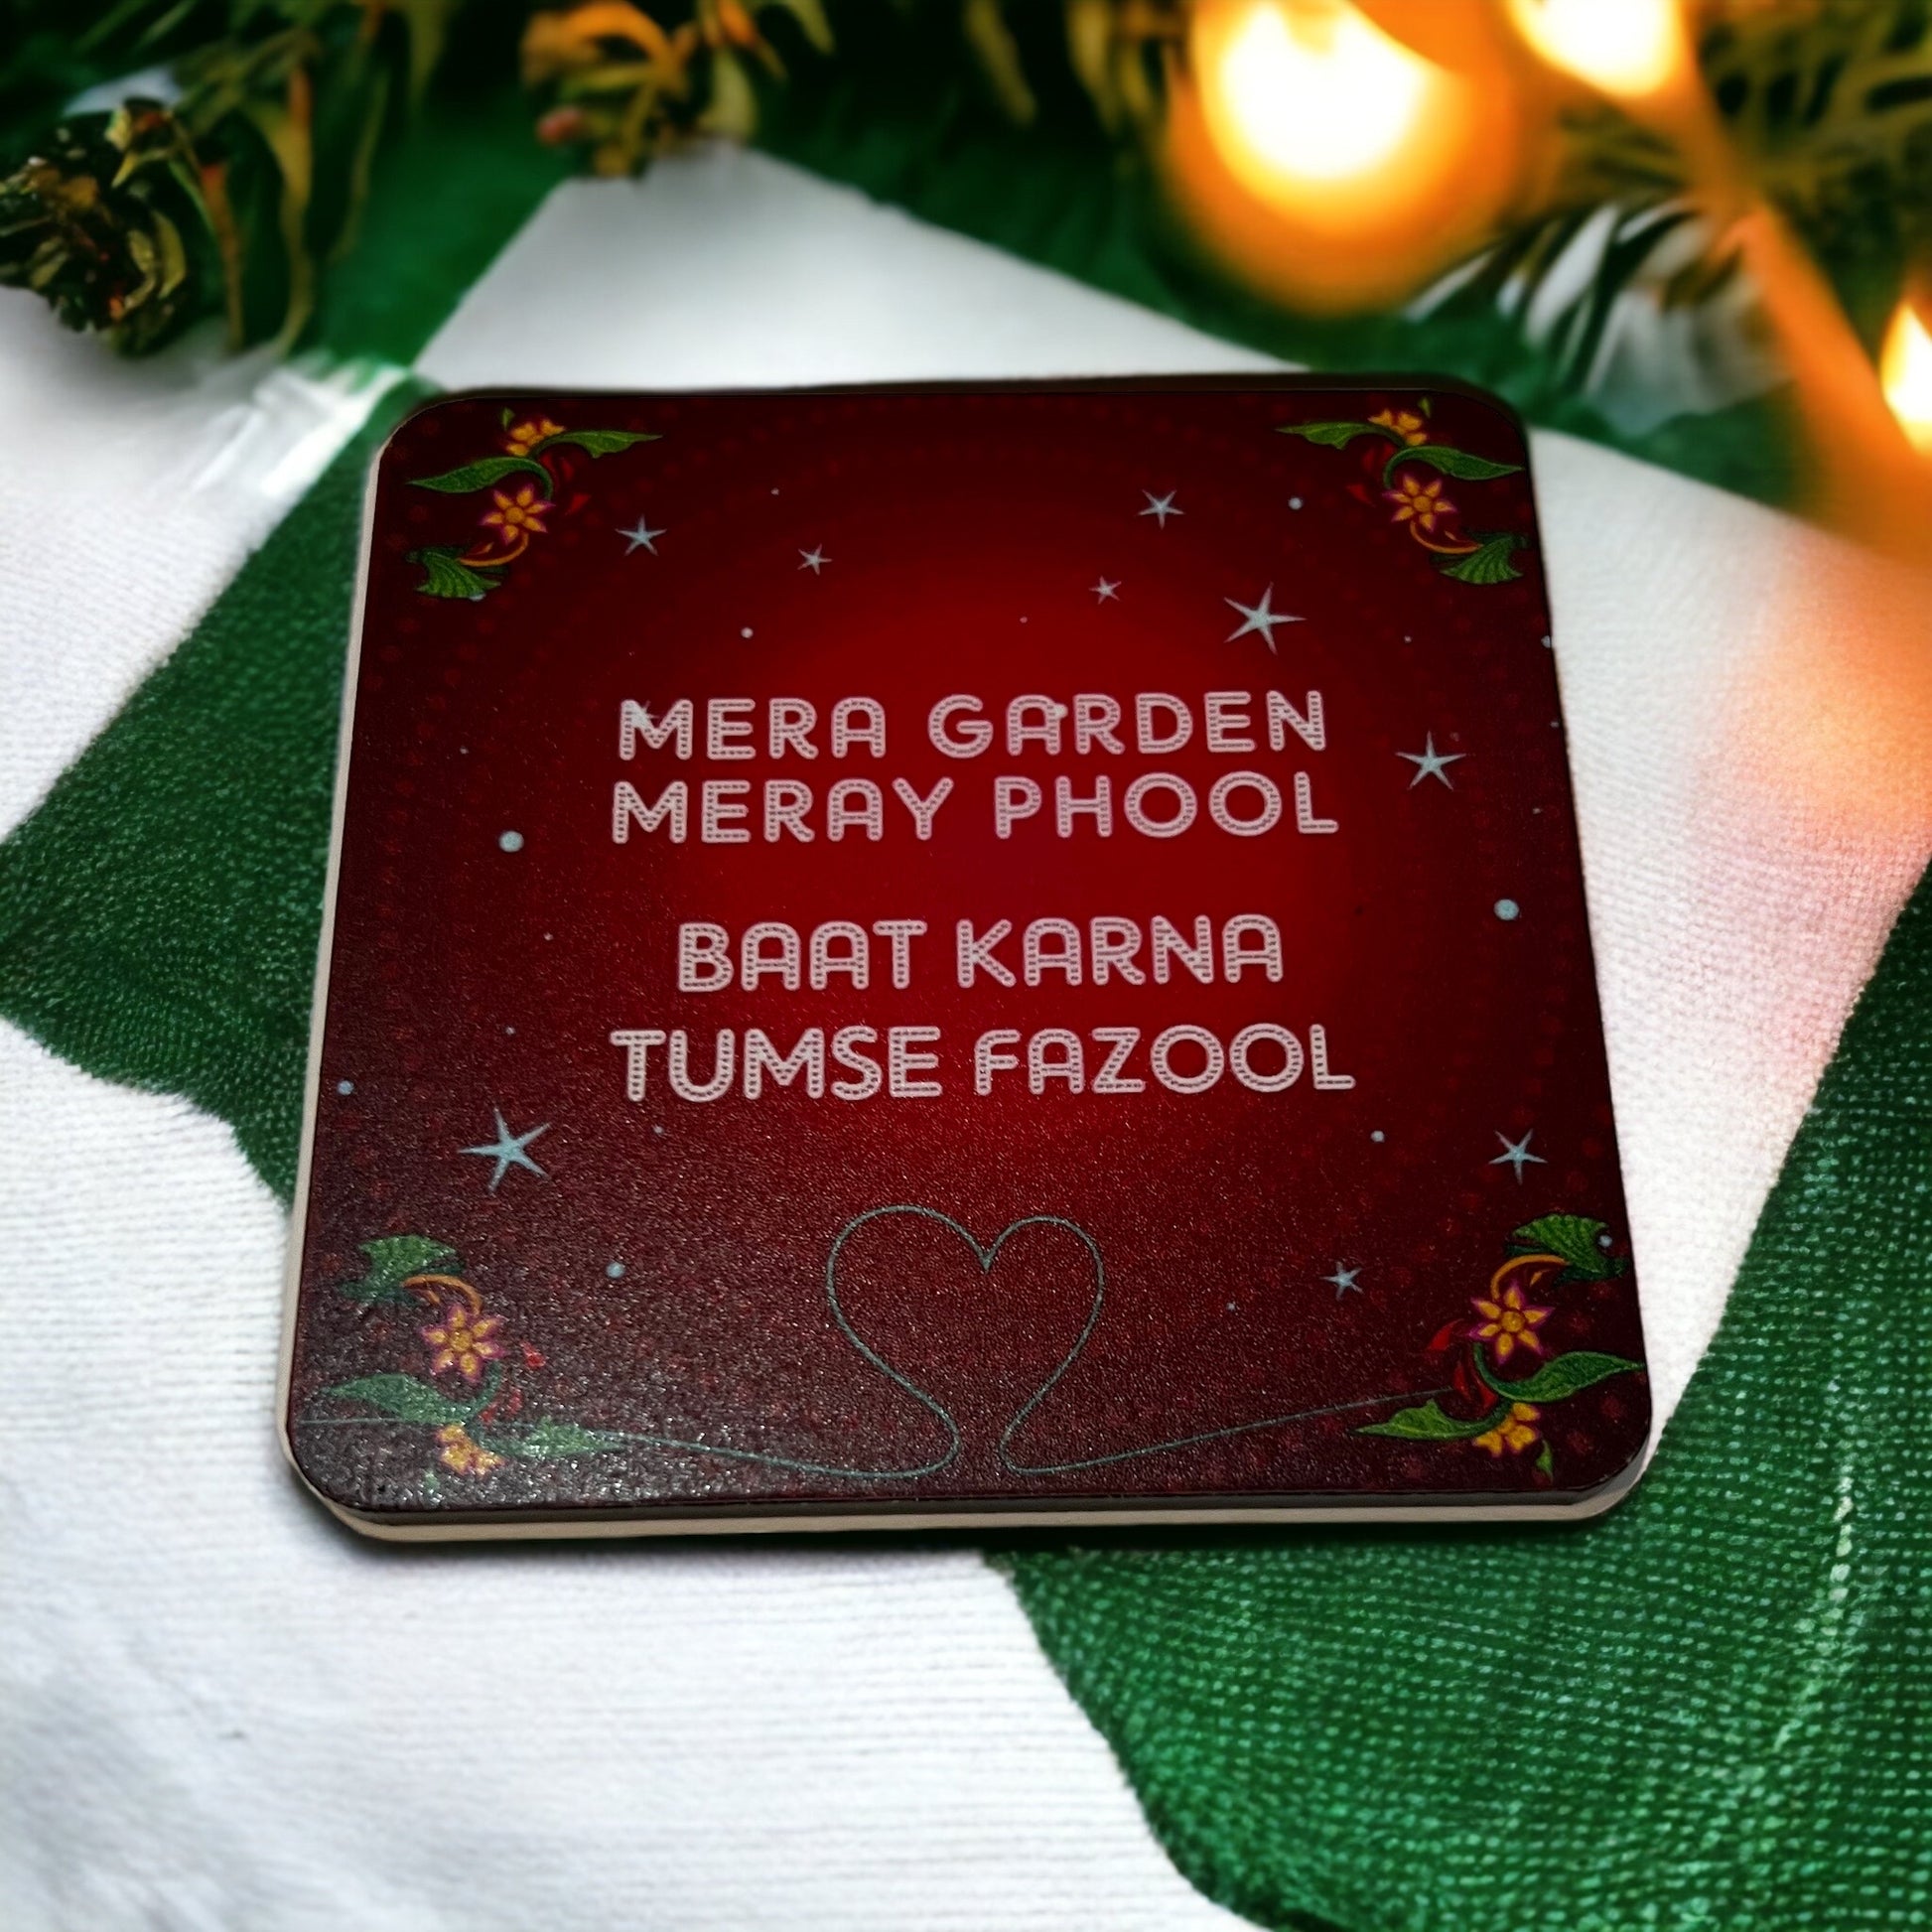 MERA GARDEN
MERAY PHOOL
BAAT KARNA
TUMSE FAZOOL